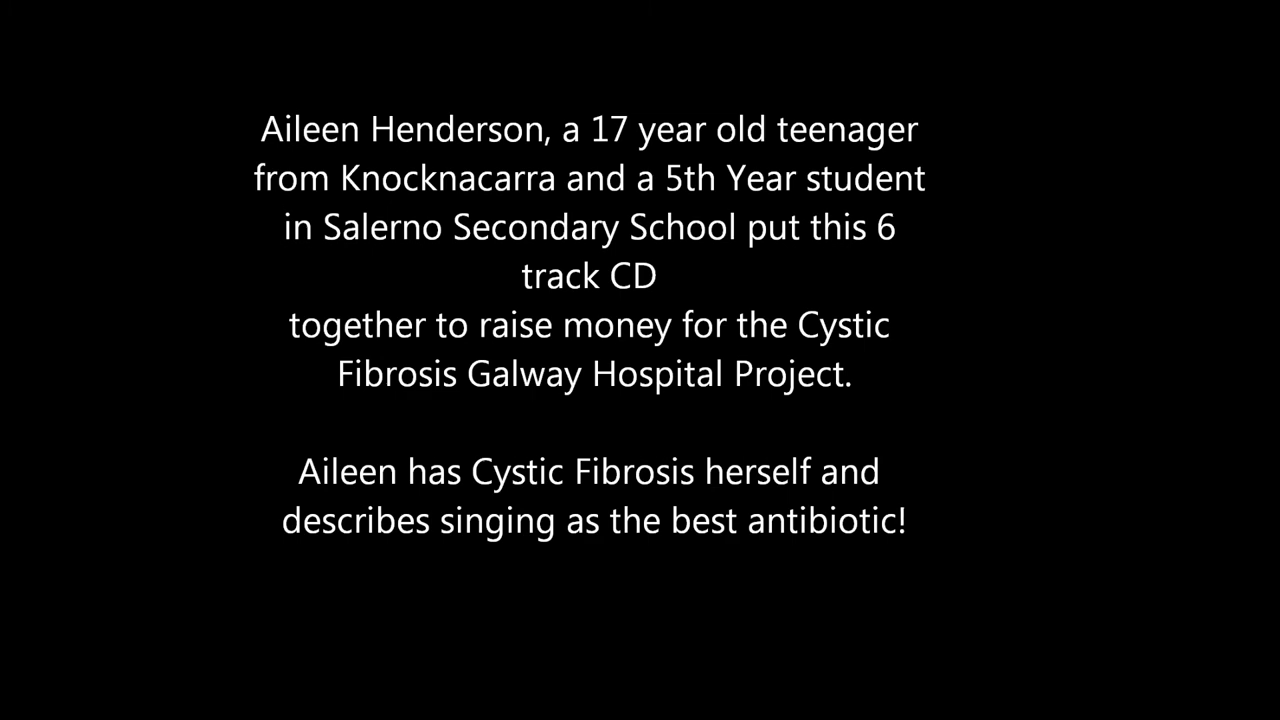 Aileen Henderson, a 17 year old teenager
from Knocknacarra and a 5th Year student
in Salerno Secondary School put this 6
track CD
together to raise money for the Cystic
Fibrosis Galway Hospital Project.
Aileen has Cystic Fibrosis herself and
describes singing as the best antibiotic!